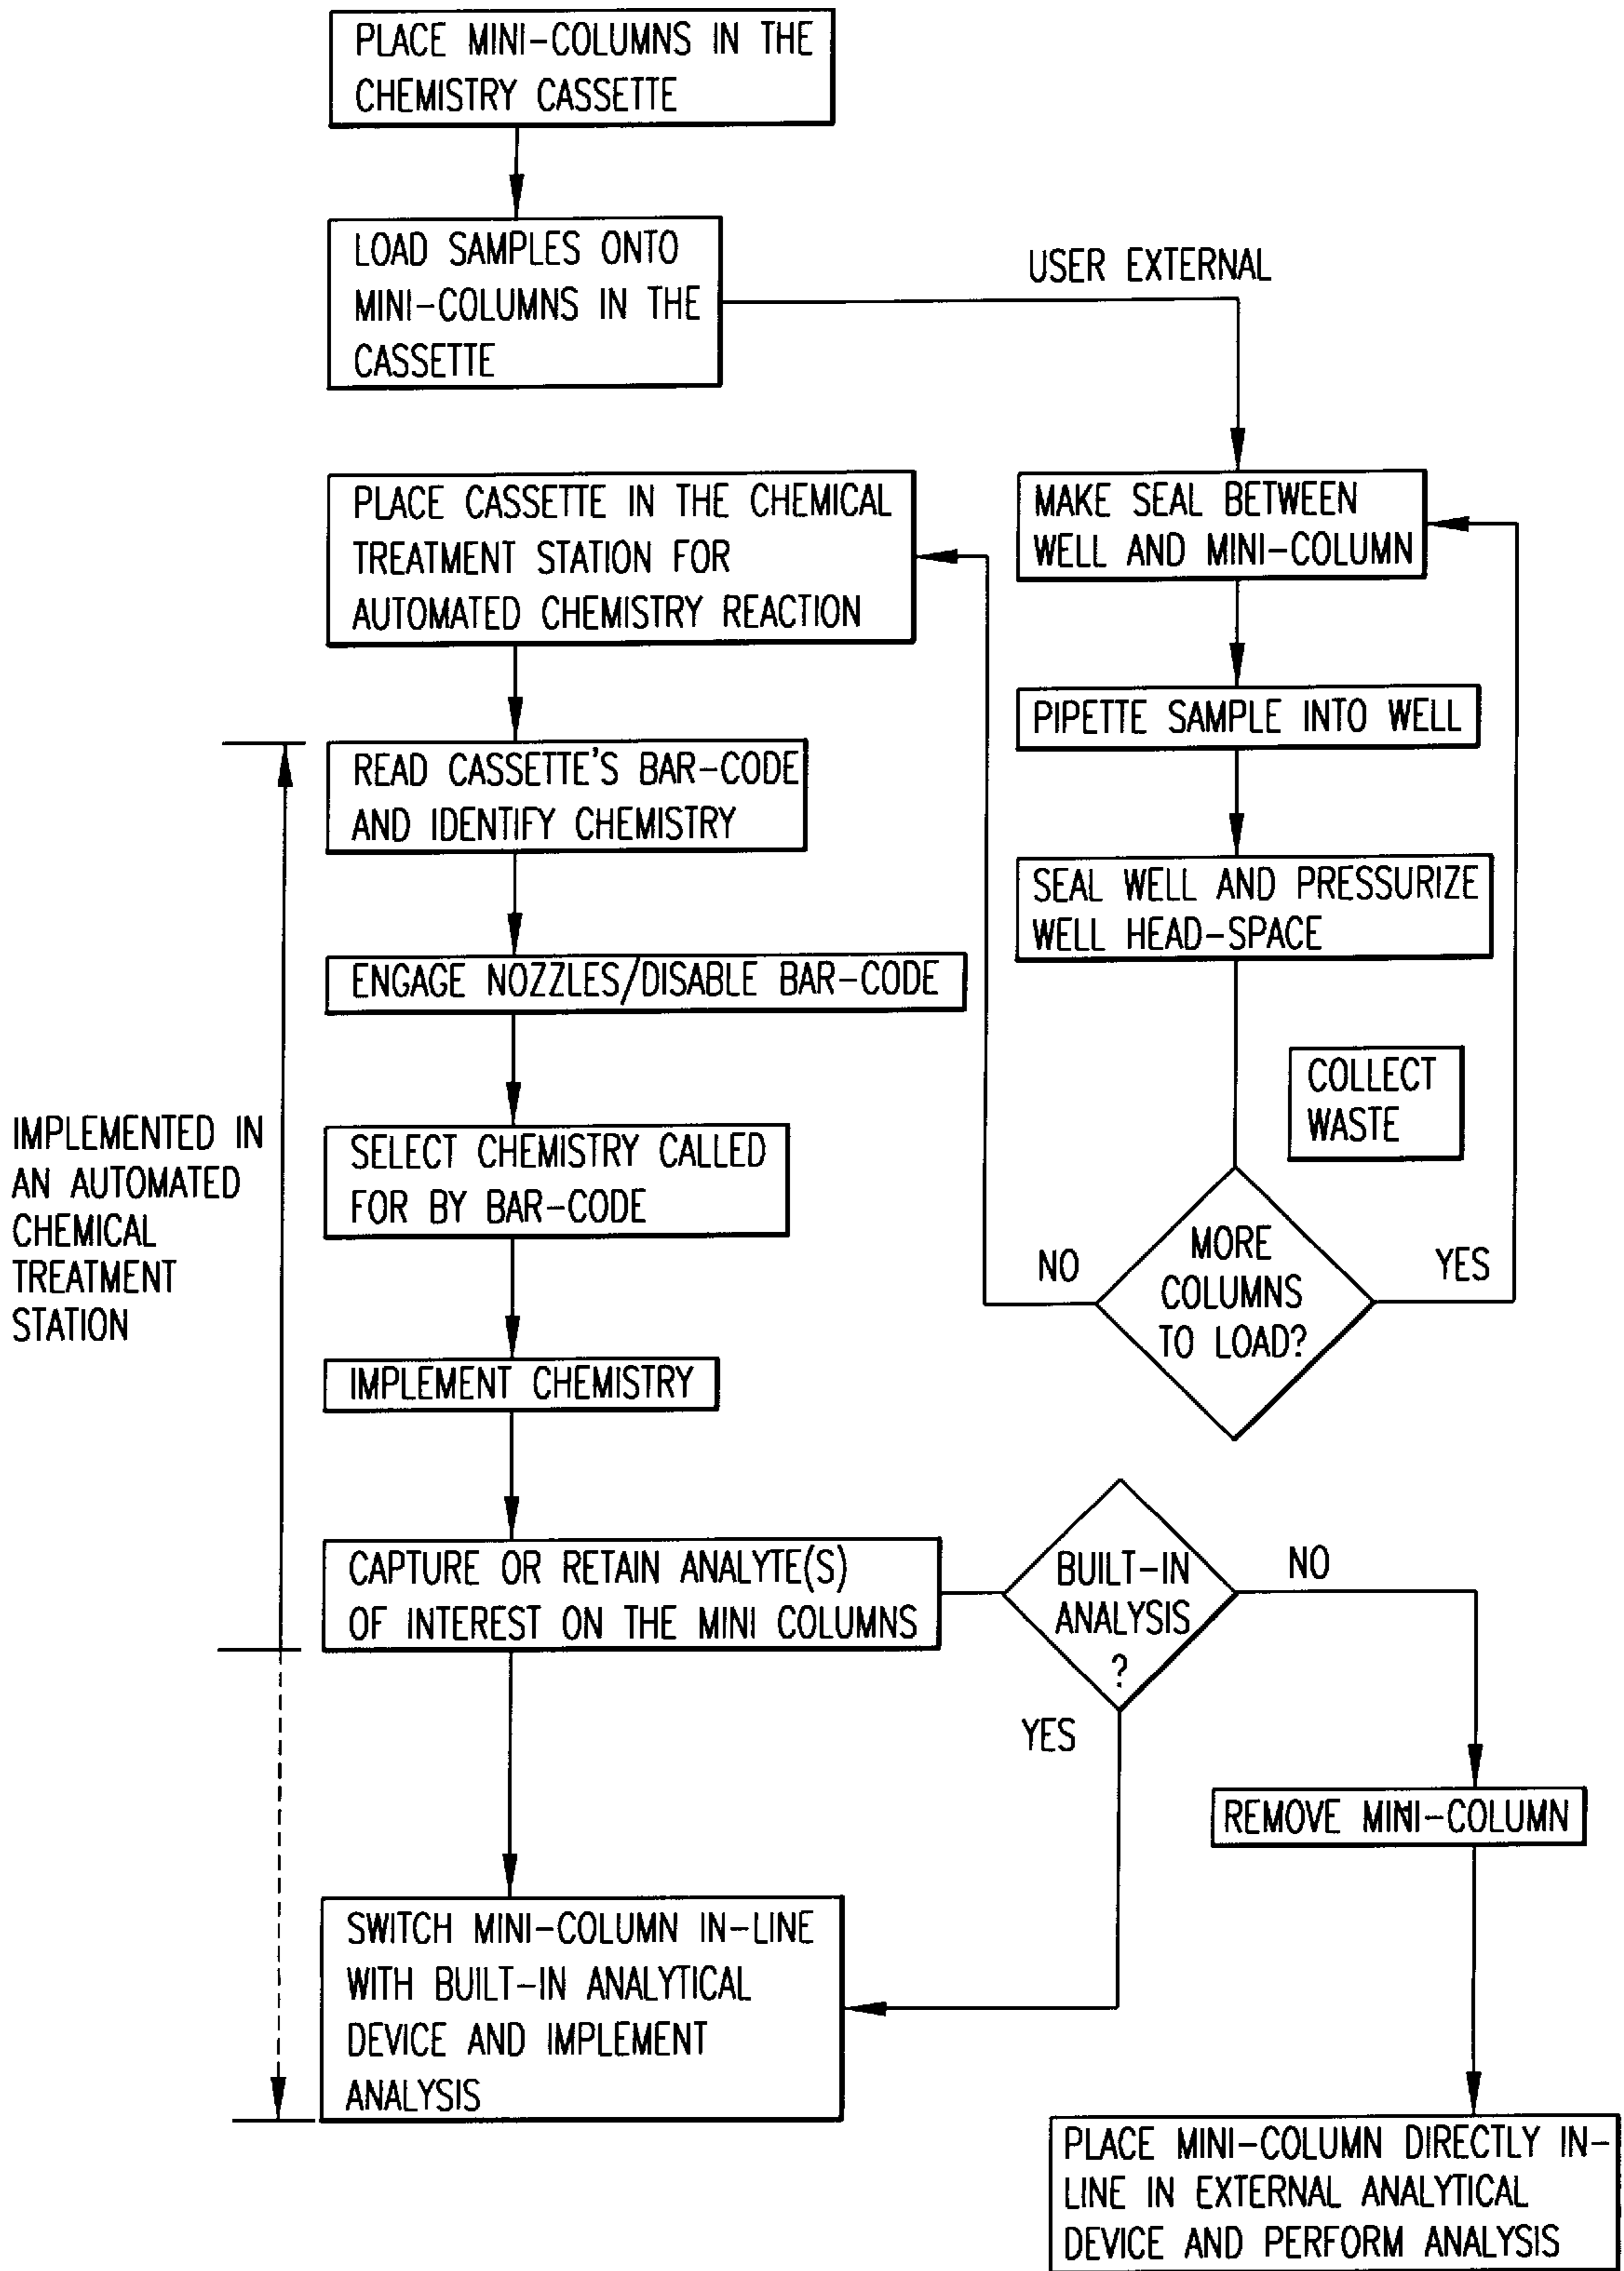 PLACE MINI-COLUMNS IN THE
CHEMISTRY CASSETTE
LOAD SAMPLES ONTO
MINI-COLUMNS IN THE
CASSETTE
USER EXTERNAL
MAKE SEAL BETWEEN
WELL AND MINI-COLUMN
PIPETTE SAMPLE INTO WELL
SEAL WELL AND PRESSURIZE
WELL HEAD-SPACE
COLLECT
WASTE
MORE
COLUMNS
TO LOAD?
NO
YES
PLACE CASSETTE IN THE CHEMICAL
TREATMENT STATION FOR
AUTOMATED CHEMISTRY REACTION
READ CASSETTE'S BAR-CODE
AND IDENTIFY CHEMISTRY
ENGAGE NOZZLES/DISABLE BAR-CODE
SELECT CHEMISTRY CALLED
FOR BY BAR-CODE
IMPLEMENT CHEMISTRY
IMPLEMENTED IN
AN AUTOMATED
CHEMICAL
TREATMENT
STATION
CAPTURE OR RETAIN ANALYTE(S)
OF INTEREST ON THE MINI COLUMNS
BUILT-IN
ANALYSIS
?
NO
YES
REMOVE MINI-COLUMN
SWITCH MINI-COLUMN IN-LINE
WITH BUILT-IN ANALYTICAL
DEVICE AND IMPLEMENT
ANALYSIS
PLACE MINI-COLUMN DIRECTLY IN-
LINE IN EXTERNAL ANALYTICAL
DEVICE AND PERFORM ANALYSIS